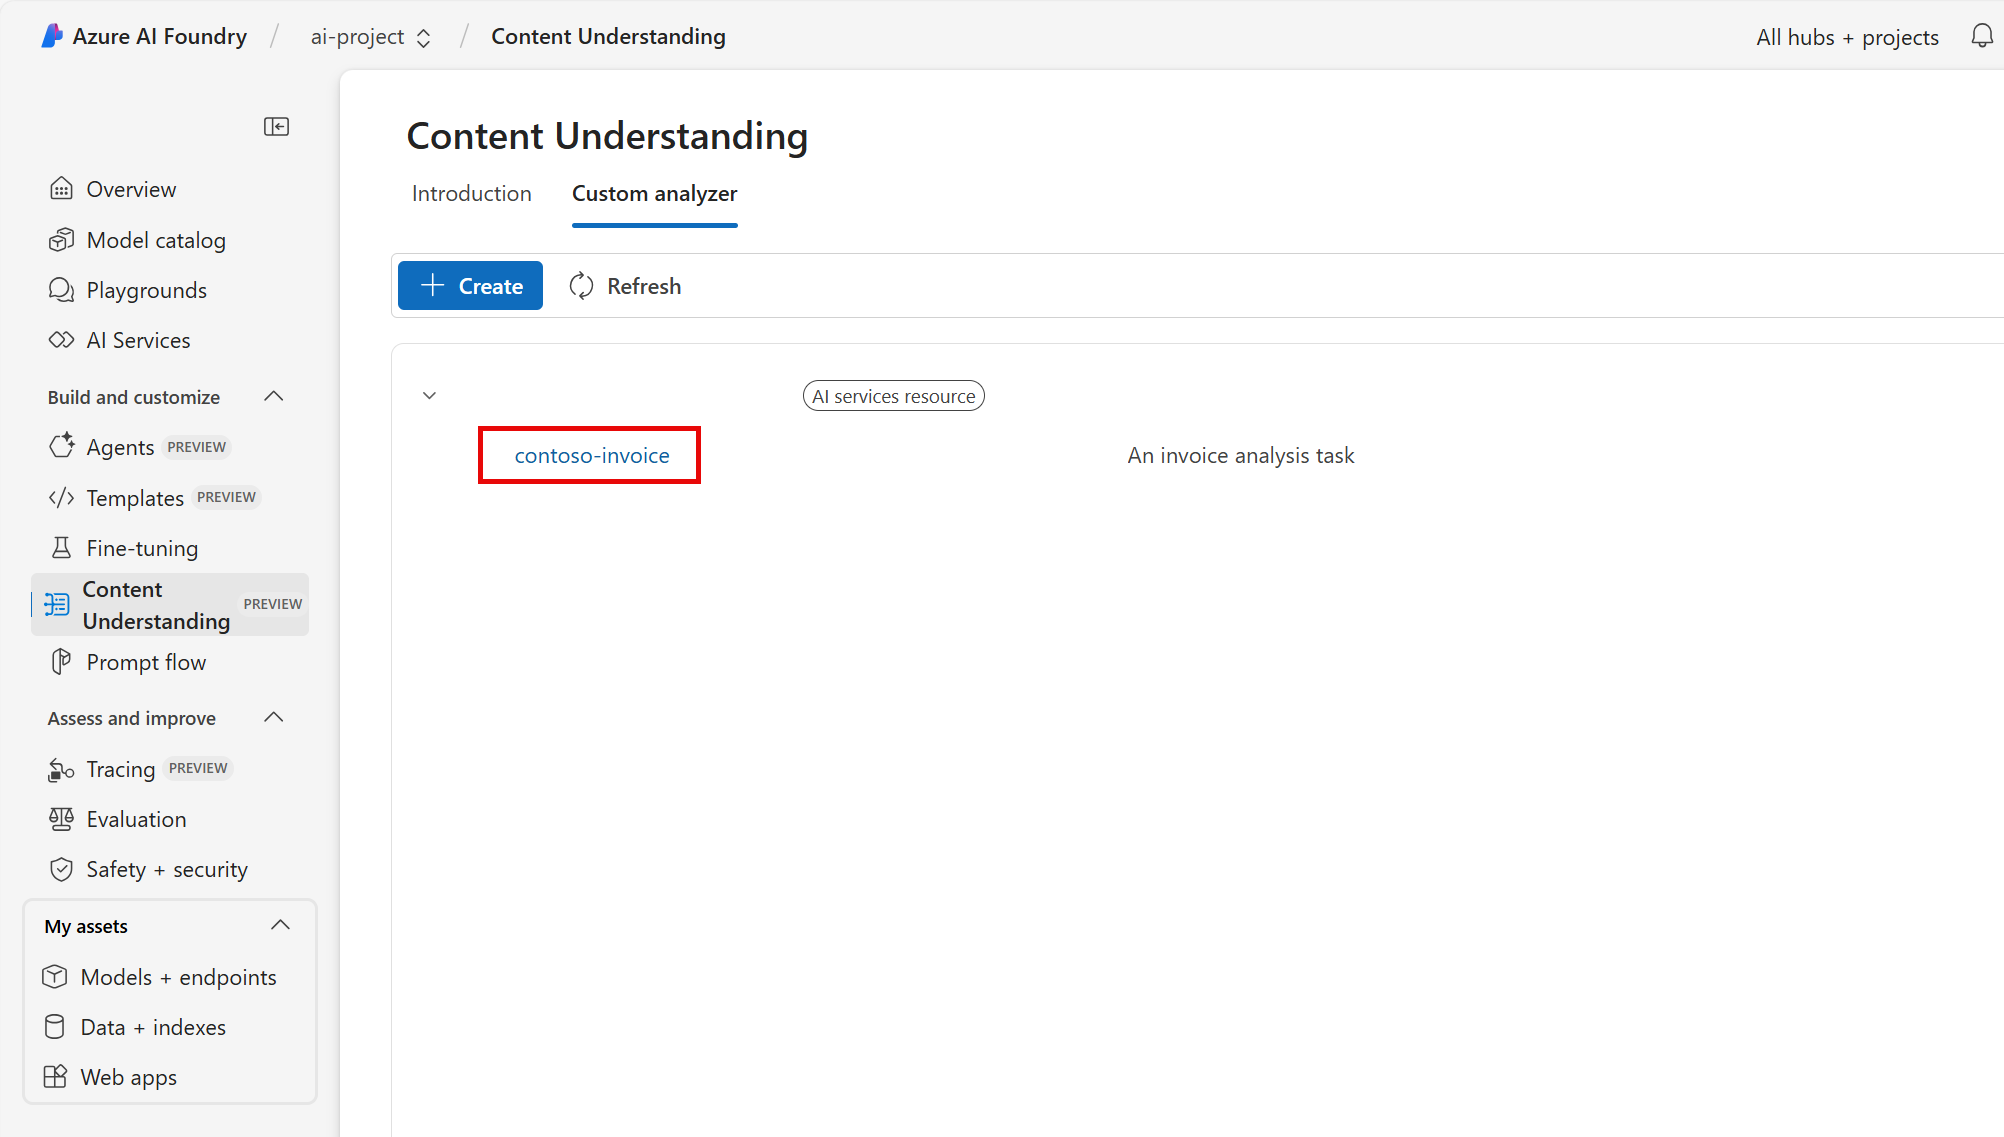 Azure AI Foundry / ai-project / Content Understanding
All hubs + projects
Overview
Model catalog
Playgrounds
AI Services
Build and customize
Agents PREVIEW
Templates PREVIEW
Fine-tuning
Content
Understanding PREVIEW
Prompt flow
Assess and improve
Tracing PREVIEW
Evaluation
Safety + security
My assets
Models + endpoints
Data + indexes
Web apps
Content Understanding
Introduction Custom analyzer
Create Refresh
AI services resource
contoso-invoice An invoice analysis task